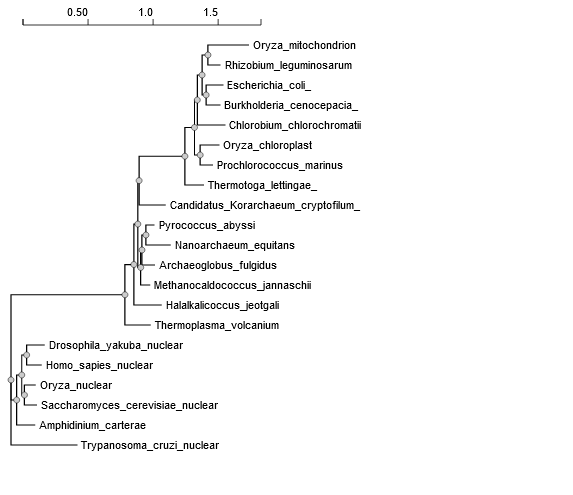 0.50 1.0 1.5
Oryza_mitochondrion
Rhizobium_leguminosarum
Escherichia_coli_
Burkholderia_cenocepacia_
Chlorobium_chlorochromatii
Oryza_chloroplast
Prochlorococcus_marinus
Thermotoga_lettingae_
Candidatus_Korarchaeum_cryptofilum_
Pyrococcus_abyssi
Nanoarchaeum_equitans
Archaeoglobus_fulgidus
Methanocaldococcus_jannaschii
Halalkalicoccus_jeotgali
Thermoplasma_volcanium
Drosophila_yakuba_nuclear
Homo_sapies_nuclear
Oryza_nuclear
Saccharomyces_cerevisiae_nuclear
Amphidinium_carterae
Trypanosoma_cruzi_nuclear